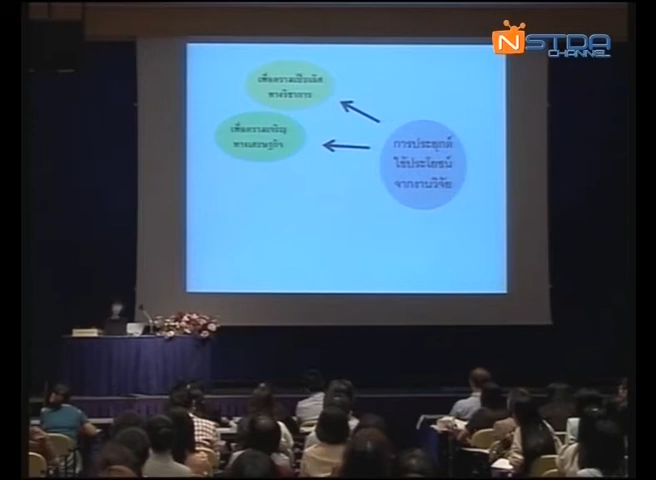 NSTDA
CHANNEL
เพื่อความเป็นเลิศ
ทางวิชาการ
เพื่อความเจริญ
ทางเศรษฐกิจ
การประยุกต์
ใช้ประโยชน์
จากงานวิจัย